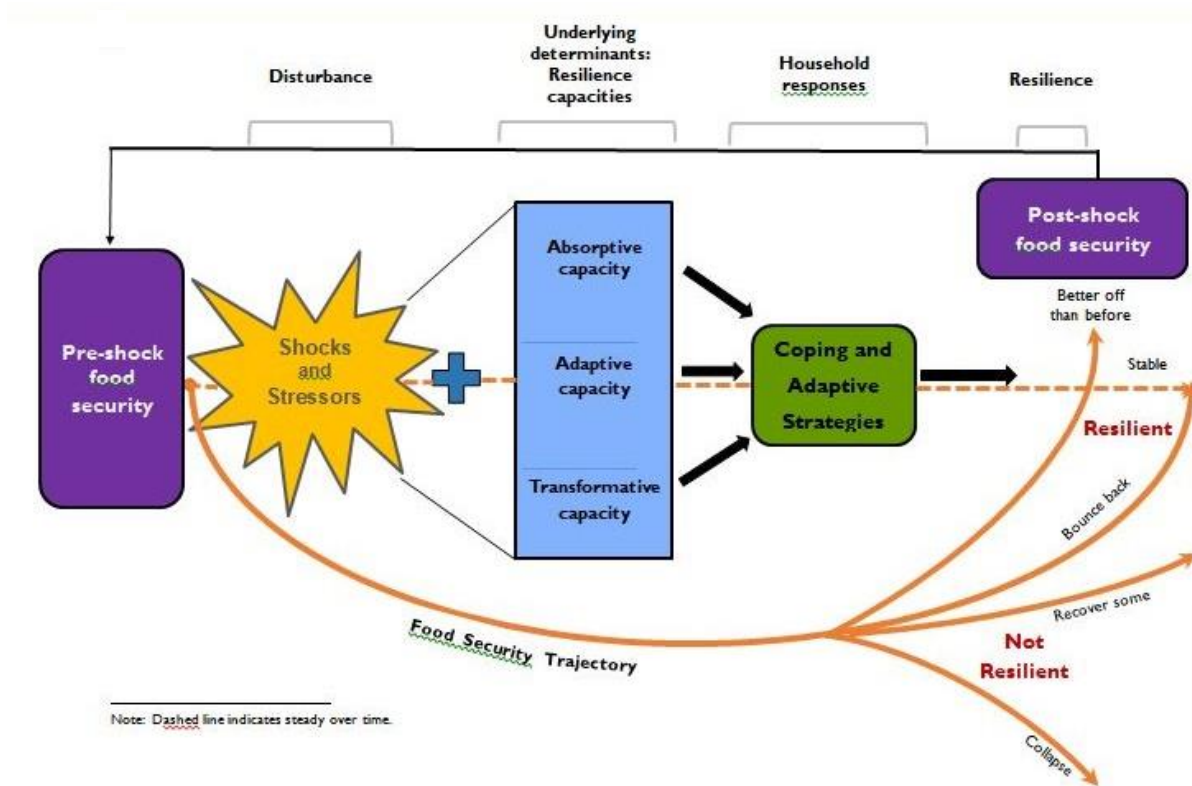 Disturbance
Underlying
determinants:
Resilience
capacities
Household
responses
Resilience
Pre-shock
food
security
Shocks
and
Stressors
Absorptive
capacity
Adaptive
capacity
Transformative
capacity
Coping and
Adaptive
Strategies
Post-shock
food security
Better off
than before
Stable
Resilient
Bounce back
Recover some
Not
Resilient
Collapse
Food Security Trajectory
Note: Dashed line indicates steady over time.